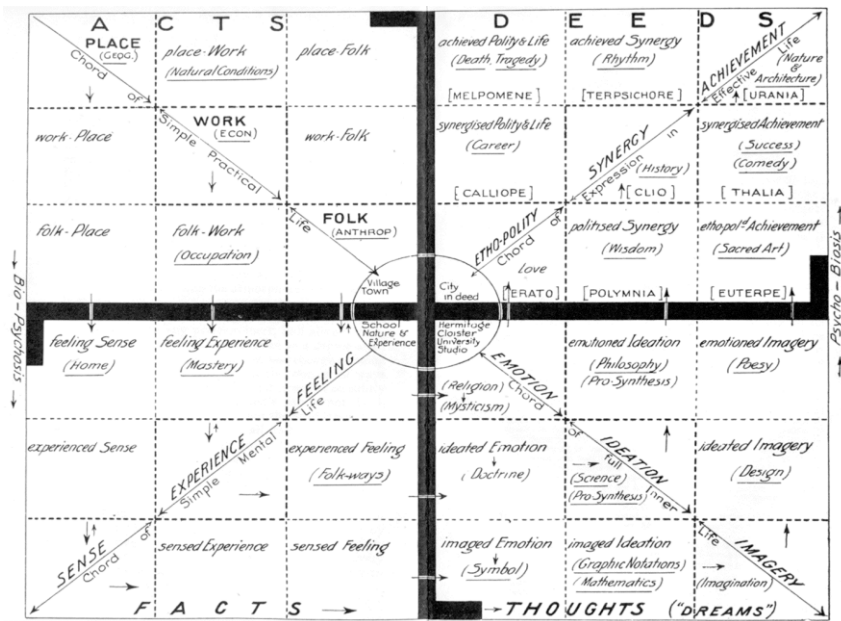 ACTS
DEEDS
PLACE
(GEOG.)
Chord of
place-Work
(Natural Conditions)
place-Folk
achieved Polity & Life
(Death, Tragedy)
[MELPOMENE]
achieved Synergy
(Rhythm)
[TERPSICHORE]
ACHIEVEMENT
Effective Life
(Nature &
Architecture)
[URANIA]
work-Place
WORK
(ECON)
Simple Practical
work-Folk
synergised Polity & Life
(Career)
[CALLIOPE]
SYNERGY
Expression in
(History)
[CLIO]
synergised Achievement
(Success)
(Comedy)
[THALIA]
folk-Place
folk-Work
(Occupation)
FOLK
(ANTHROP)
Life
Village
Town
ETHO-POLITY
Chord of
Love
City
in deed
[ERATO]
politised Synergy
(Wisdom)
[POLYMNIA]
ethopold Achievement
(Sacred Art)
[EUTERPE]
Bio-Psychosis
Psycho-Biosis
feeling Sense
(Home)
feeling Experience
(Mastery)
FEELING
Life
School
Nature &
Experience
Hermitage
Cloister
University
Studio
(Religion)
(Mysticism)
EMOTION
Chord
emotioned Ideation
(Philosophy)
(Pro-Synthesis)
emotioned Imagery
(Poesy)
experienced Sense
EXPERIENCE
Simple Mental
experienced Feeling
(Folk-ways)
ideated Emotion
(Doctrine)
IDEATION
of full Inner
(Science)
(Pro-Synthesis)
ideated Imagery
(Design)
SENSE
Chord of
sensed Experience
sensed Feeling
imaged Emotion
(Symbol)
imaged Ideation
(Graphic Notations)
(Mathematics)
IMAGERY
Life
(Imagination)
FACTS
THOUGHTS ("DREAMS")